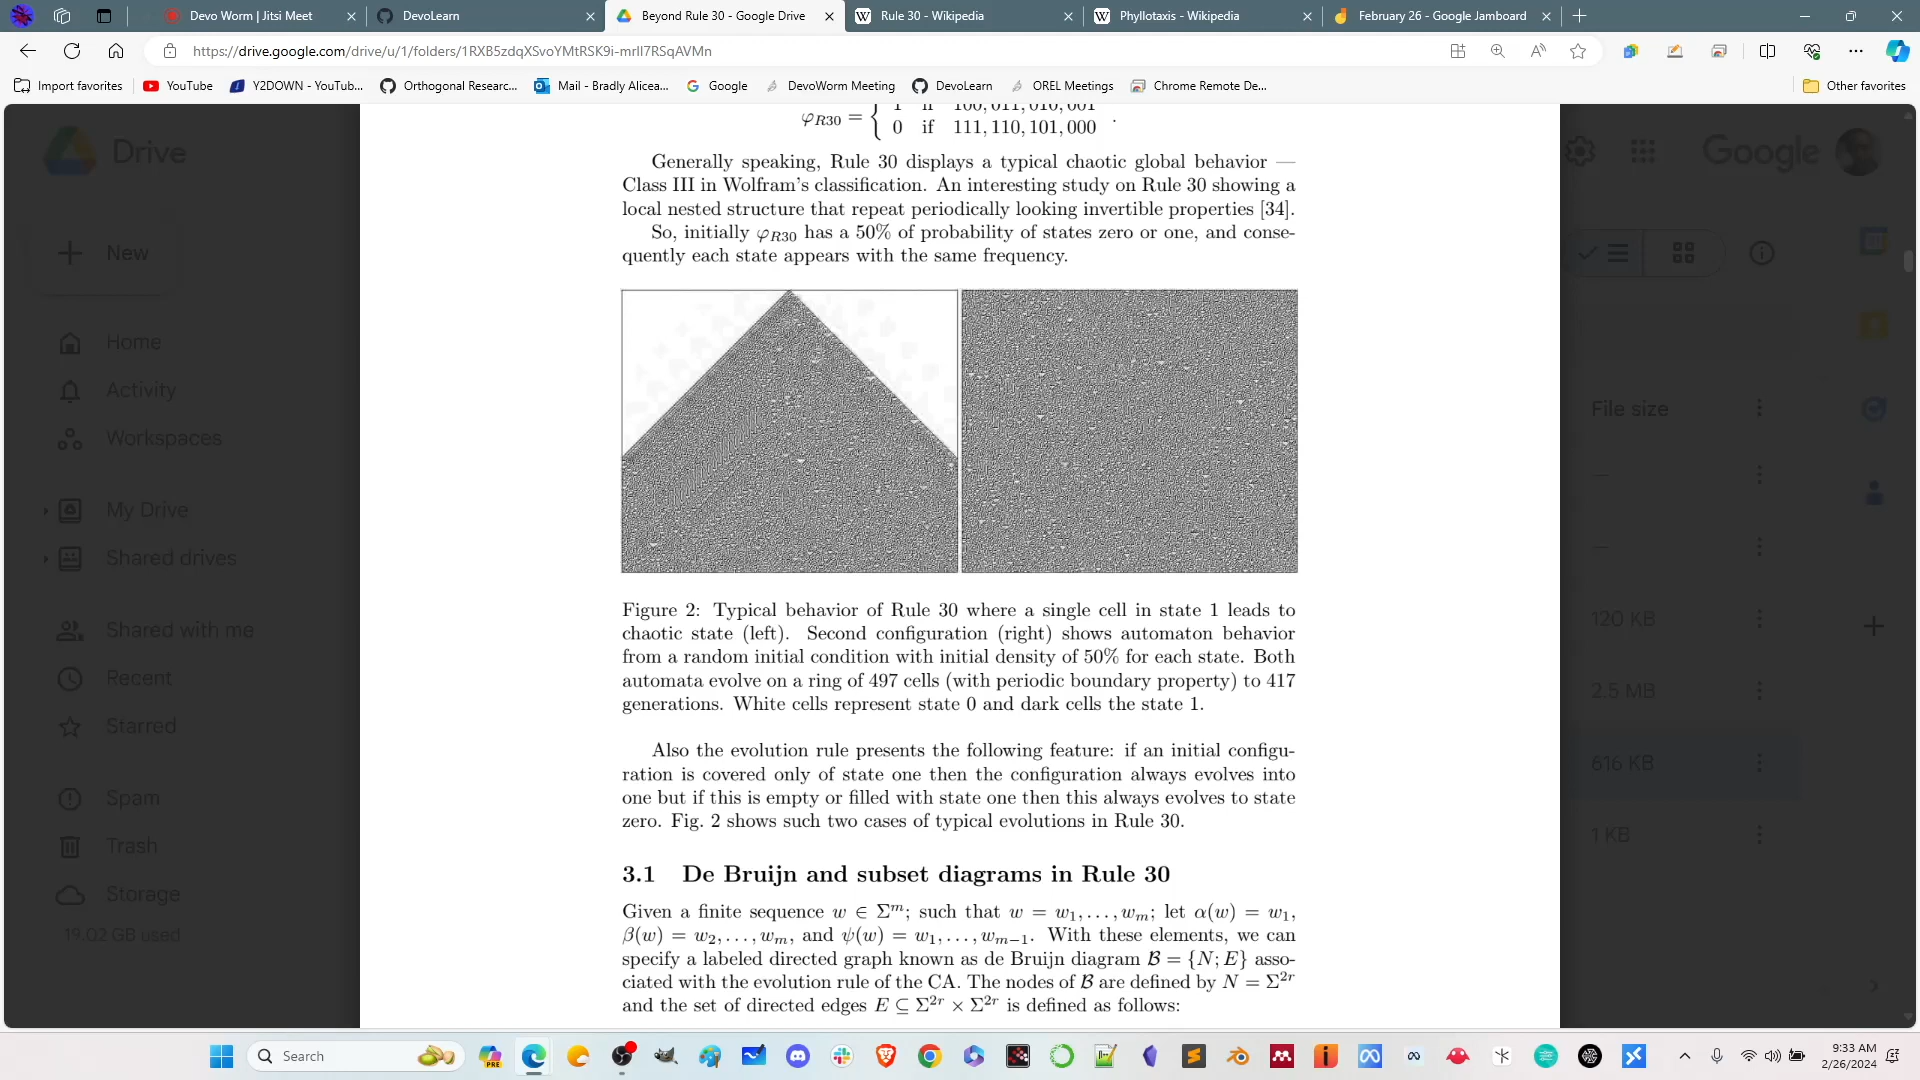 Devo Worm | Jitsi Meet
DevoLearn
Beyond Rule 30 - Google Drive
Rule 30 - Wikipedia
Phyllotaxis - Wikipedia
February 26 - Google Jamboard
https://drive.google.com/drive/u/1/folders/1RXB5zdqXSvoYMtRSK9i-mrIl7RSqAVMn
Import favorites
YouTube
Y2DOWN - YouTub...
Orthogonal Researc...
Mail - Bradly Alicea...
Google
DevoWorm Meeting
DevoLearn
OREL Meetings
Chrome Remote De...
Other favorites
Drive
Google
New
Home
Activity
Workspaces
My Drive
Shared drives
Shared with me
Recent
Starred
Spam
Trash
Storage
19.02 GB used
1 if 100, 011, 010, 001
φR30 = { 0 if 111, 110, 101, 000 .
Generally speaking, Rule 30 displays a typical chaotic global behavior —
Class III in Wolfram's classification. An interesting study on Rule 30 showing a
local nested structure that repeat periodically looking invertible properties [34].
So, initially φR30 has a 50% of probability of states zero or one, and conse-
quently each state appears with the same frequency.
Figure 2: Typical behavior of Rule 30 where a single cell in state 1 leads to
chaotic state (left). Second configuration (right) shows automaton behavior
from a random initial condition with initial density of 50% for each state. Both
automata evolve on a ring of 497 cells (with periodic boundary property) to 417
generations. White cells represent state 0 and dark cells the state 1.
Also the evolution rule presents the following feature: if an initial configu-
ration is covered only of state one then the configuration always evolves into
one but if this is empty or filled with state one then this always evolves to state
zero. Fig. 2 shows such two cases of typical evolutions in Rule 30.
3.1 De Bruijn and subset diagrams in Rule 30
Given a finite sequence w ∈ Σ^m; such that w = w₁, . . . , wₘ; let α(w) = w₁,
β(w) = w₂, . . . , wₘ, and ψ(w) = w₁, . . . , wₘ₋₁. With these elements, we can
specify a labeled directed graph known as de Bruijn diagram B = {N; E} asso-
ciated with the evolution rule of the CA. The nodes of B are defined by N = Σ^2r
and the set of directed edges E ⊆ Σ^2r × Σ^2r is defined as follows:
File size
120 KB
2.5 MB
616 KB
1 KB
Search
PRE
9:33 AM
2/26/2024